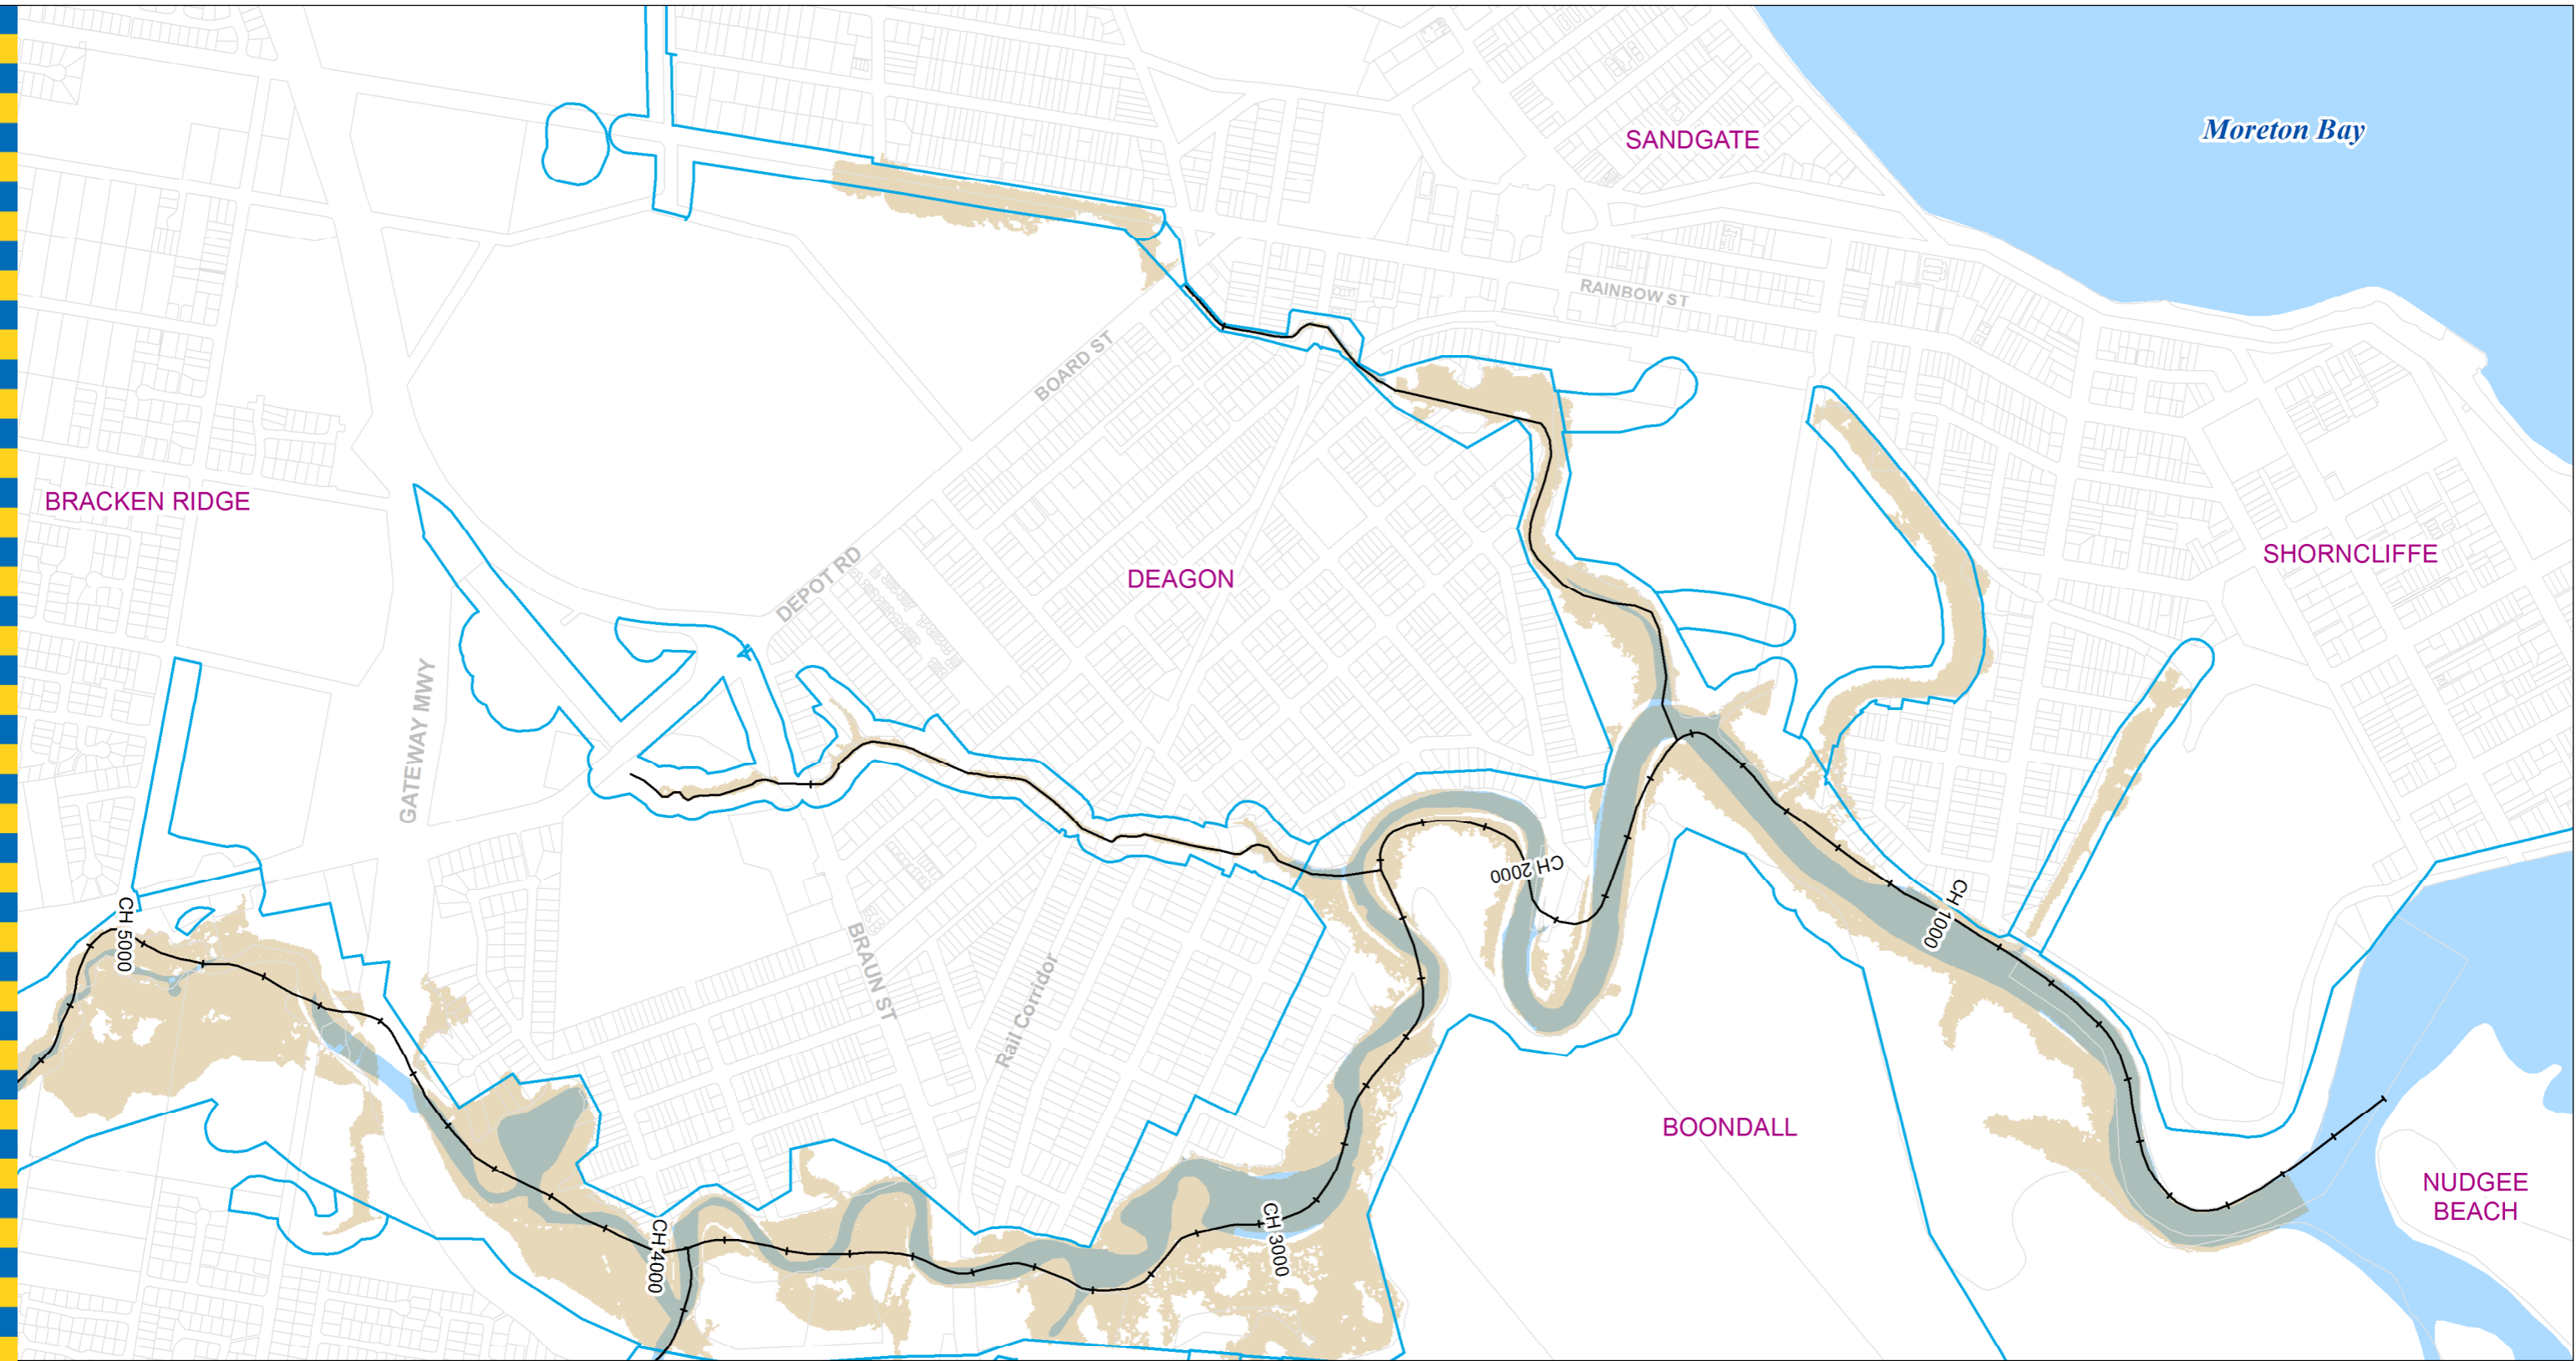 Moreton Bay
SANDGATE
RAINBOW ST
BOARD ST
BRACKEN RIDGE
SHORNCLIFFE
DEPOT RD
DEAGON
GATEWAY MWY
CH 2000
CH 1000
CH 5000
BRAUN ST
Rail Corridor
BOONDALL
NUDGEE
BEACH
CH 3000
CH 4000